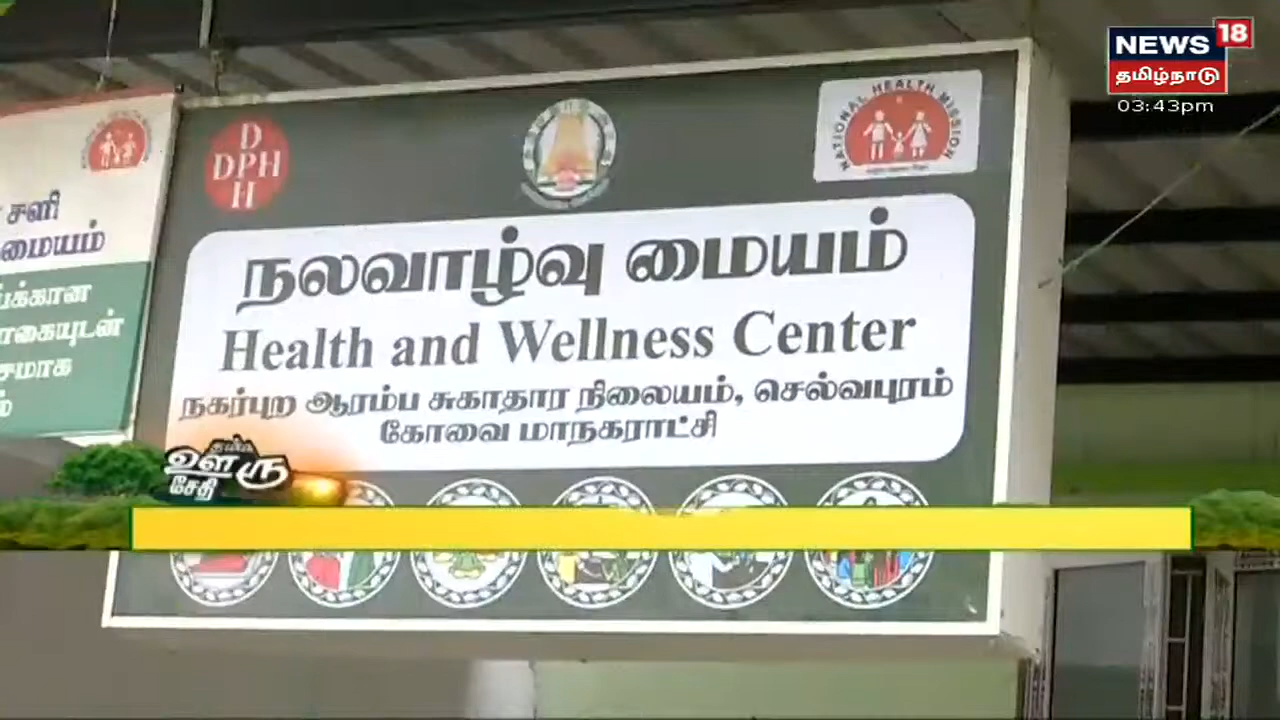 NEWS 18
தமிழ்நாடு
03:43pm
சளி
மையம்
D
DPH
H
NATIONAL HEALTH MISSION
நலவாழ்வு மையம்
Health and Wellness Center
நகர்புற ஆரம்ப சுகாதார நிலையம், செல்வபுரம்
கோவை மாநகராட்சி
ஊரு
சேதி